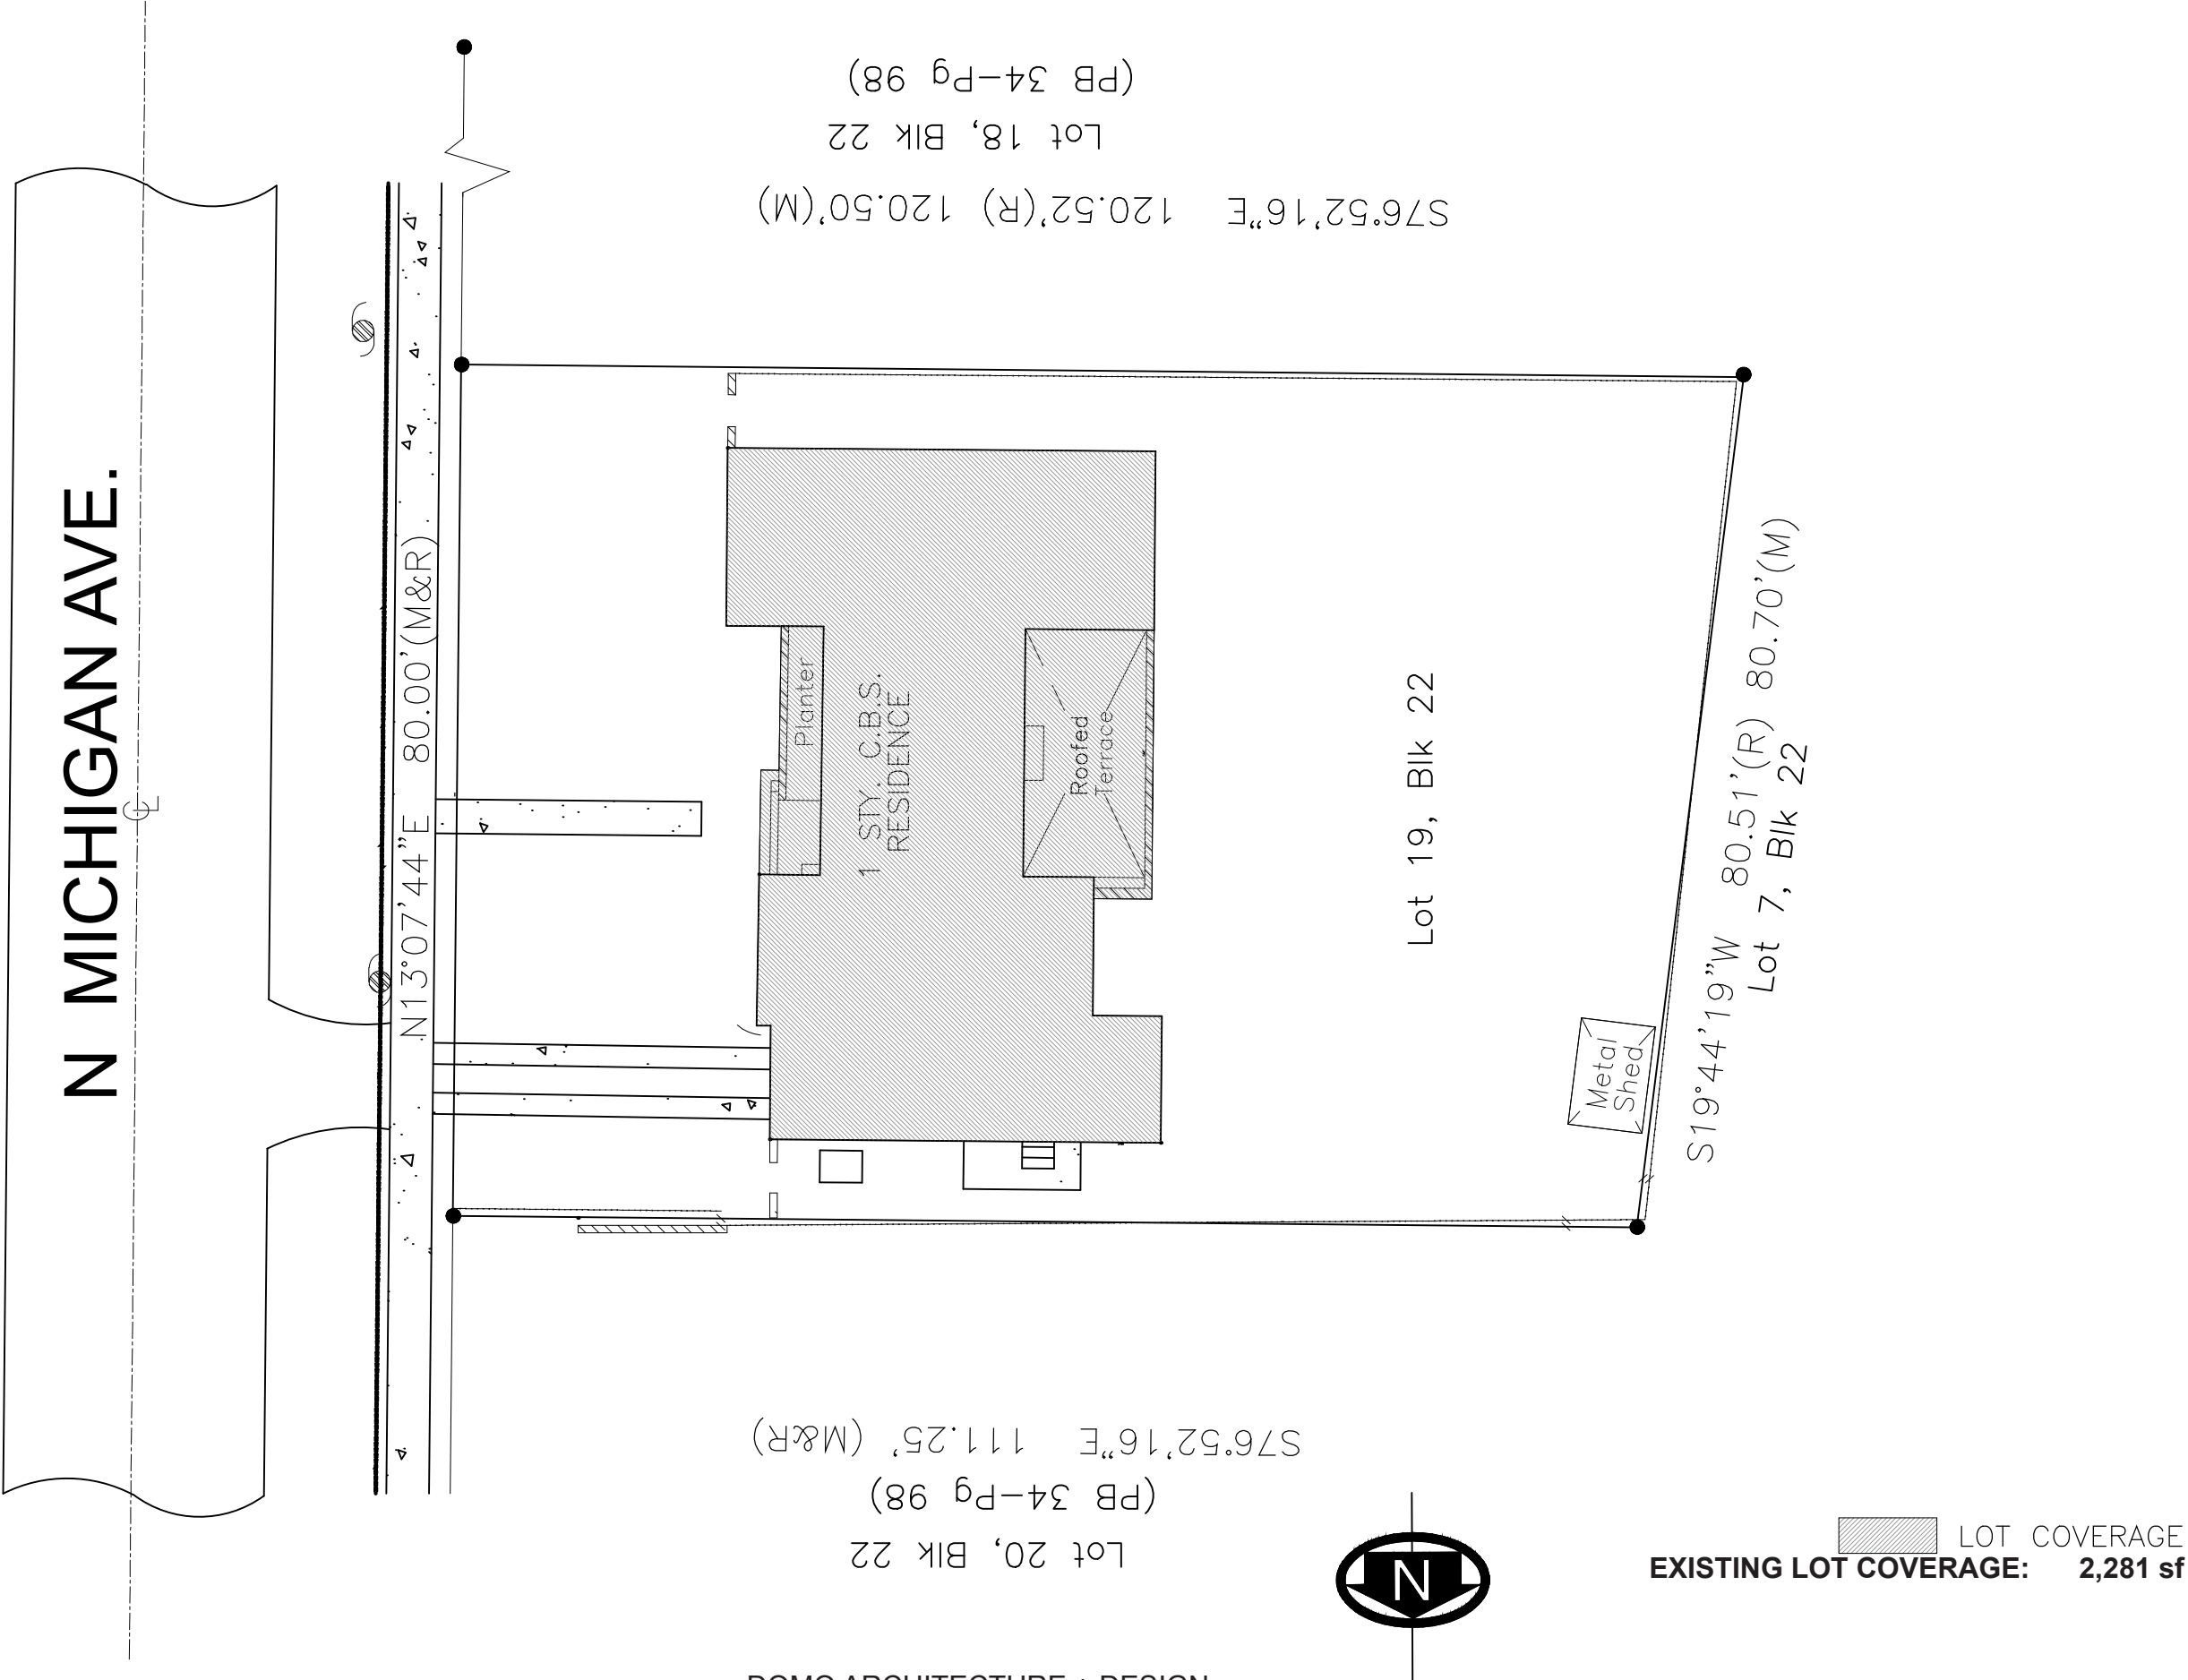 (PB 34-Pg 98)
Lot 18, Blk 22
S76°52'16"E 120.52'(R) 120.50'(M)
N MICHIGAN AVE.
N13°07'44"E 80.00'(M&R)
Planter
1 STY. C.B.S.
RESIDENCE
Roofed
Terrace
Lot 19, Blk 22
S19°44'19"W 80.51'(R) 80.70'(M)
Lot 7, Blk 22
Metal
Shed
S76°52'16"E 111.25' (M&R)
(PB 34-Pg 98)
Lot 20, Blk 22
N
LOT COVERAGE
EXISTING LOT COVERAGE: 2,281 sf